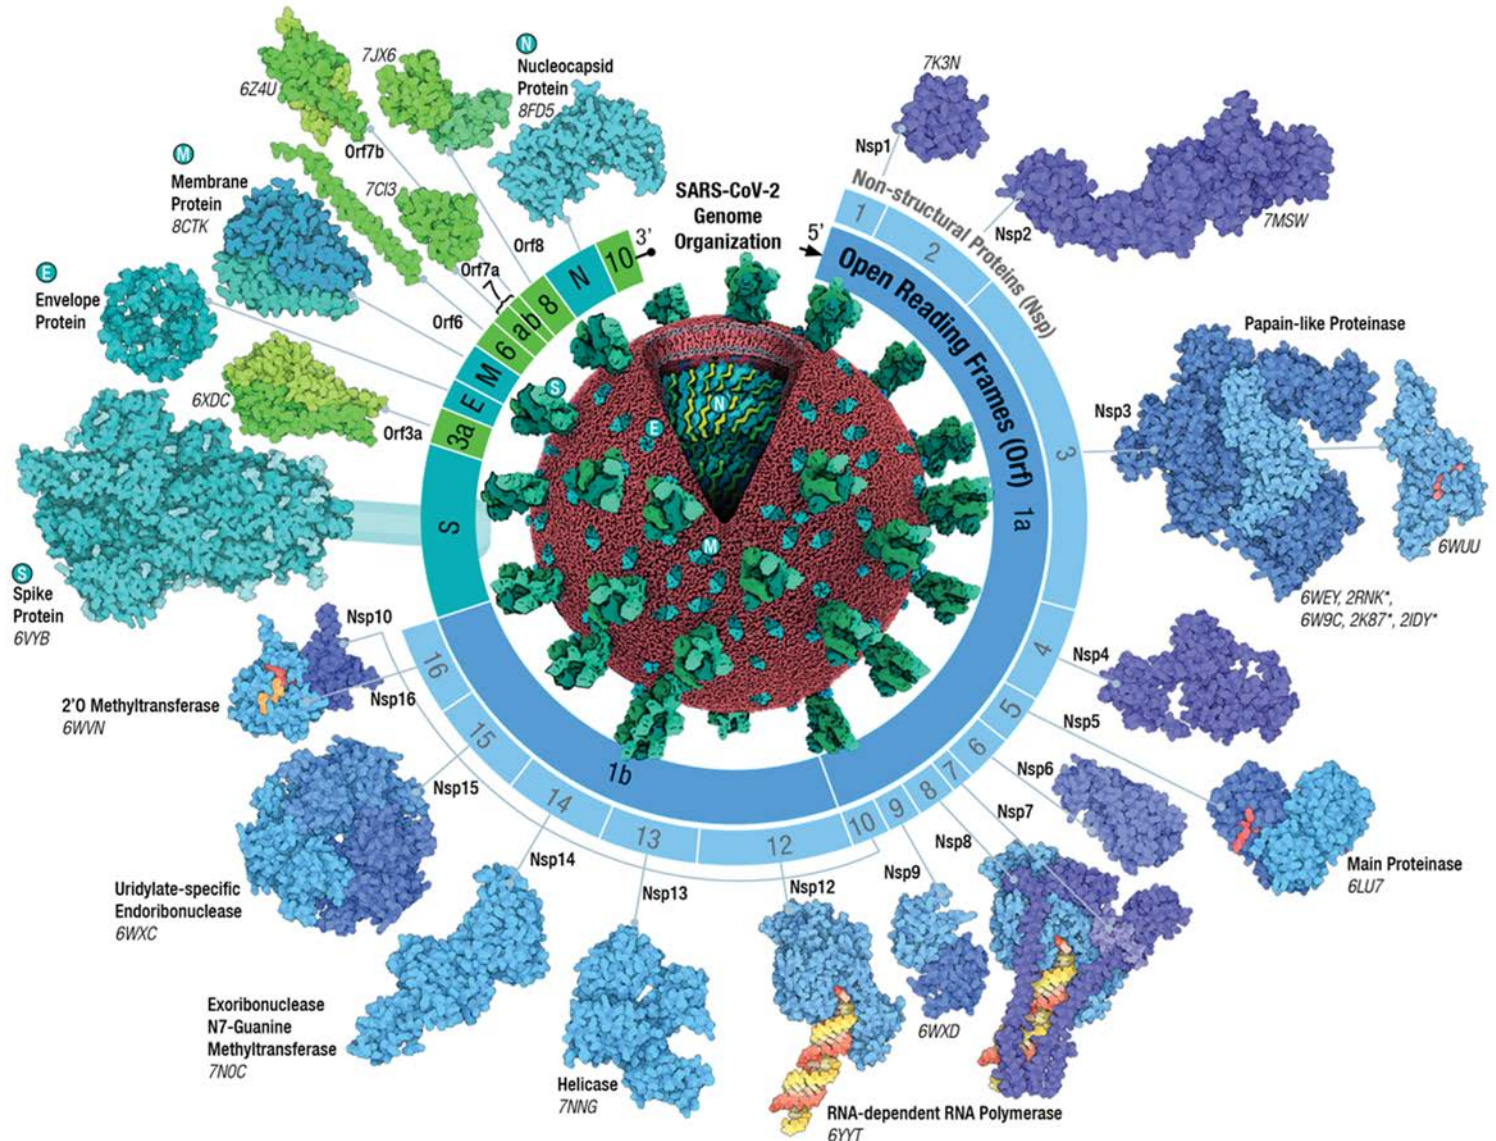 SARS-CoV-2
Genome
Organization
5'
3'
Open Reading Frames (Orf)
1a
1b
Non-structural Proteins (Nsp)
1
2
3
4
5
6
7
8
9
10
12
13
14
15
16
S
3a
E
M
6
7
a
b
8
N
10
7K3N
Nsp1
Nsp2
7MSW
Papain-like Proteinase
Nsp3
6WUU
6WEY, 2RNK*,
6W9C, 2K87*, 2IDY*
Nsp4
Nsp5
Main Proteinase
6LU7
Nsp6
Nsp7
Nsp8
Nsp9
6WXD
Nsp12
RNA-dependent RNA Polymerase
6YYT
Nsp13
Helicase
7NNG
Nsp14
Exoribonuclease
N7-Guanine
Methyltransferase
7N0C
Nsp15
Uridylate-specific
Endoribonuclease
6WXC
Nsp10
Nsp16
2'O Methyltransferase
6WVN
S
Spike
Protein
6VYB
6XDC
Orf3a
E
Envelope
Protein
M
Membrane
Protein
8CTK
Orf6
7CI3
Orf7a
6Z4U
Orf7b
7JX6
Orf8
N
Nucleocapsid
Protein
8FD5
S
N
E
M